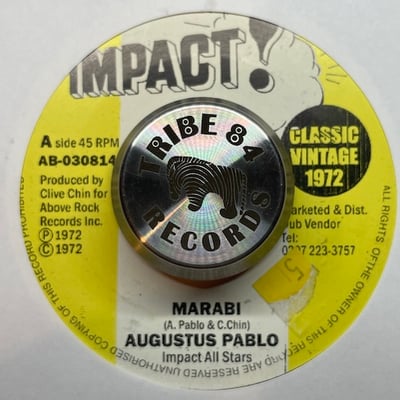 IMPACT!
A side 45 RPM
AB-030814
Produced by
Clive Chin for
Above Rock
Records Inc.
Ⓟ1972
©1972
TRIBE 84
RECORDS
CLASSIC
VINTAGE
1972
Marketed & Dist.
Dub Vendor
Tel:
223-3757
MARABI
(A. Pablo & C.Chin)
AUGUSTUS PABLO
Impact All Stars
ALL RIGHTS OF THE OWNER OF THIS RECORD ARE RESERVED UNAUTHORISED COPYING OF THIS RECORD PROHIBITED